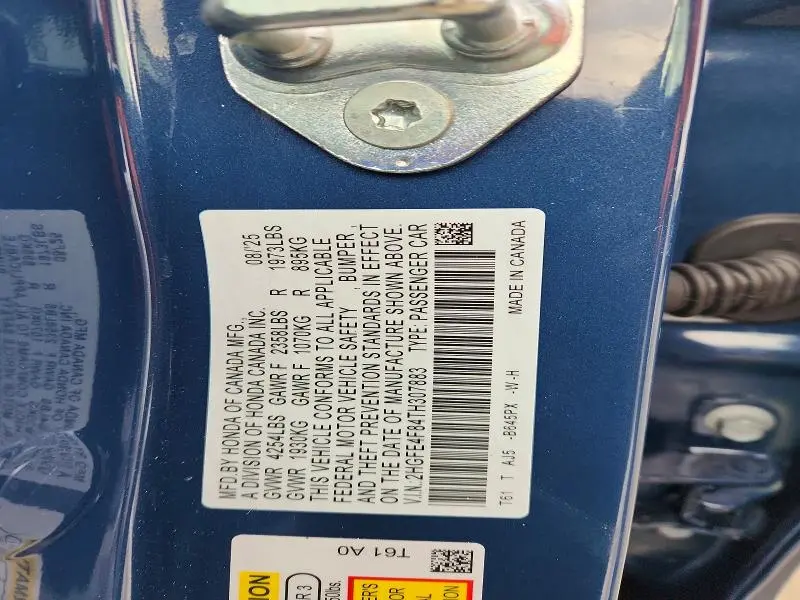 MFD.BY HONDA OF CANADA MFG., 08/'25
A DIVISION OF HONDA CANADA INC.
GVWR 4254LBS GAWR F 2358LBS R 1973LBS
GVWR 1930KG GAWR F 1070KG R 895KG
THIS VEHICLE CONFORMS TO ALL APPLICABLE
FEDERAL MOTOR VEHICLE SAFETY , BUMPER ,
AND THEFT PREVENTION STANDARDS IN EFFECT
ON THE DATE OF MANUFACTURE SHOWN ABOVE.
V.I.N.:2HGFE4F84TH307883 TYPE: PASSENGER CAR
T61 T AJ5 -B645PX -W-H MADE IN CANADA
T61 A0